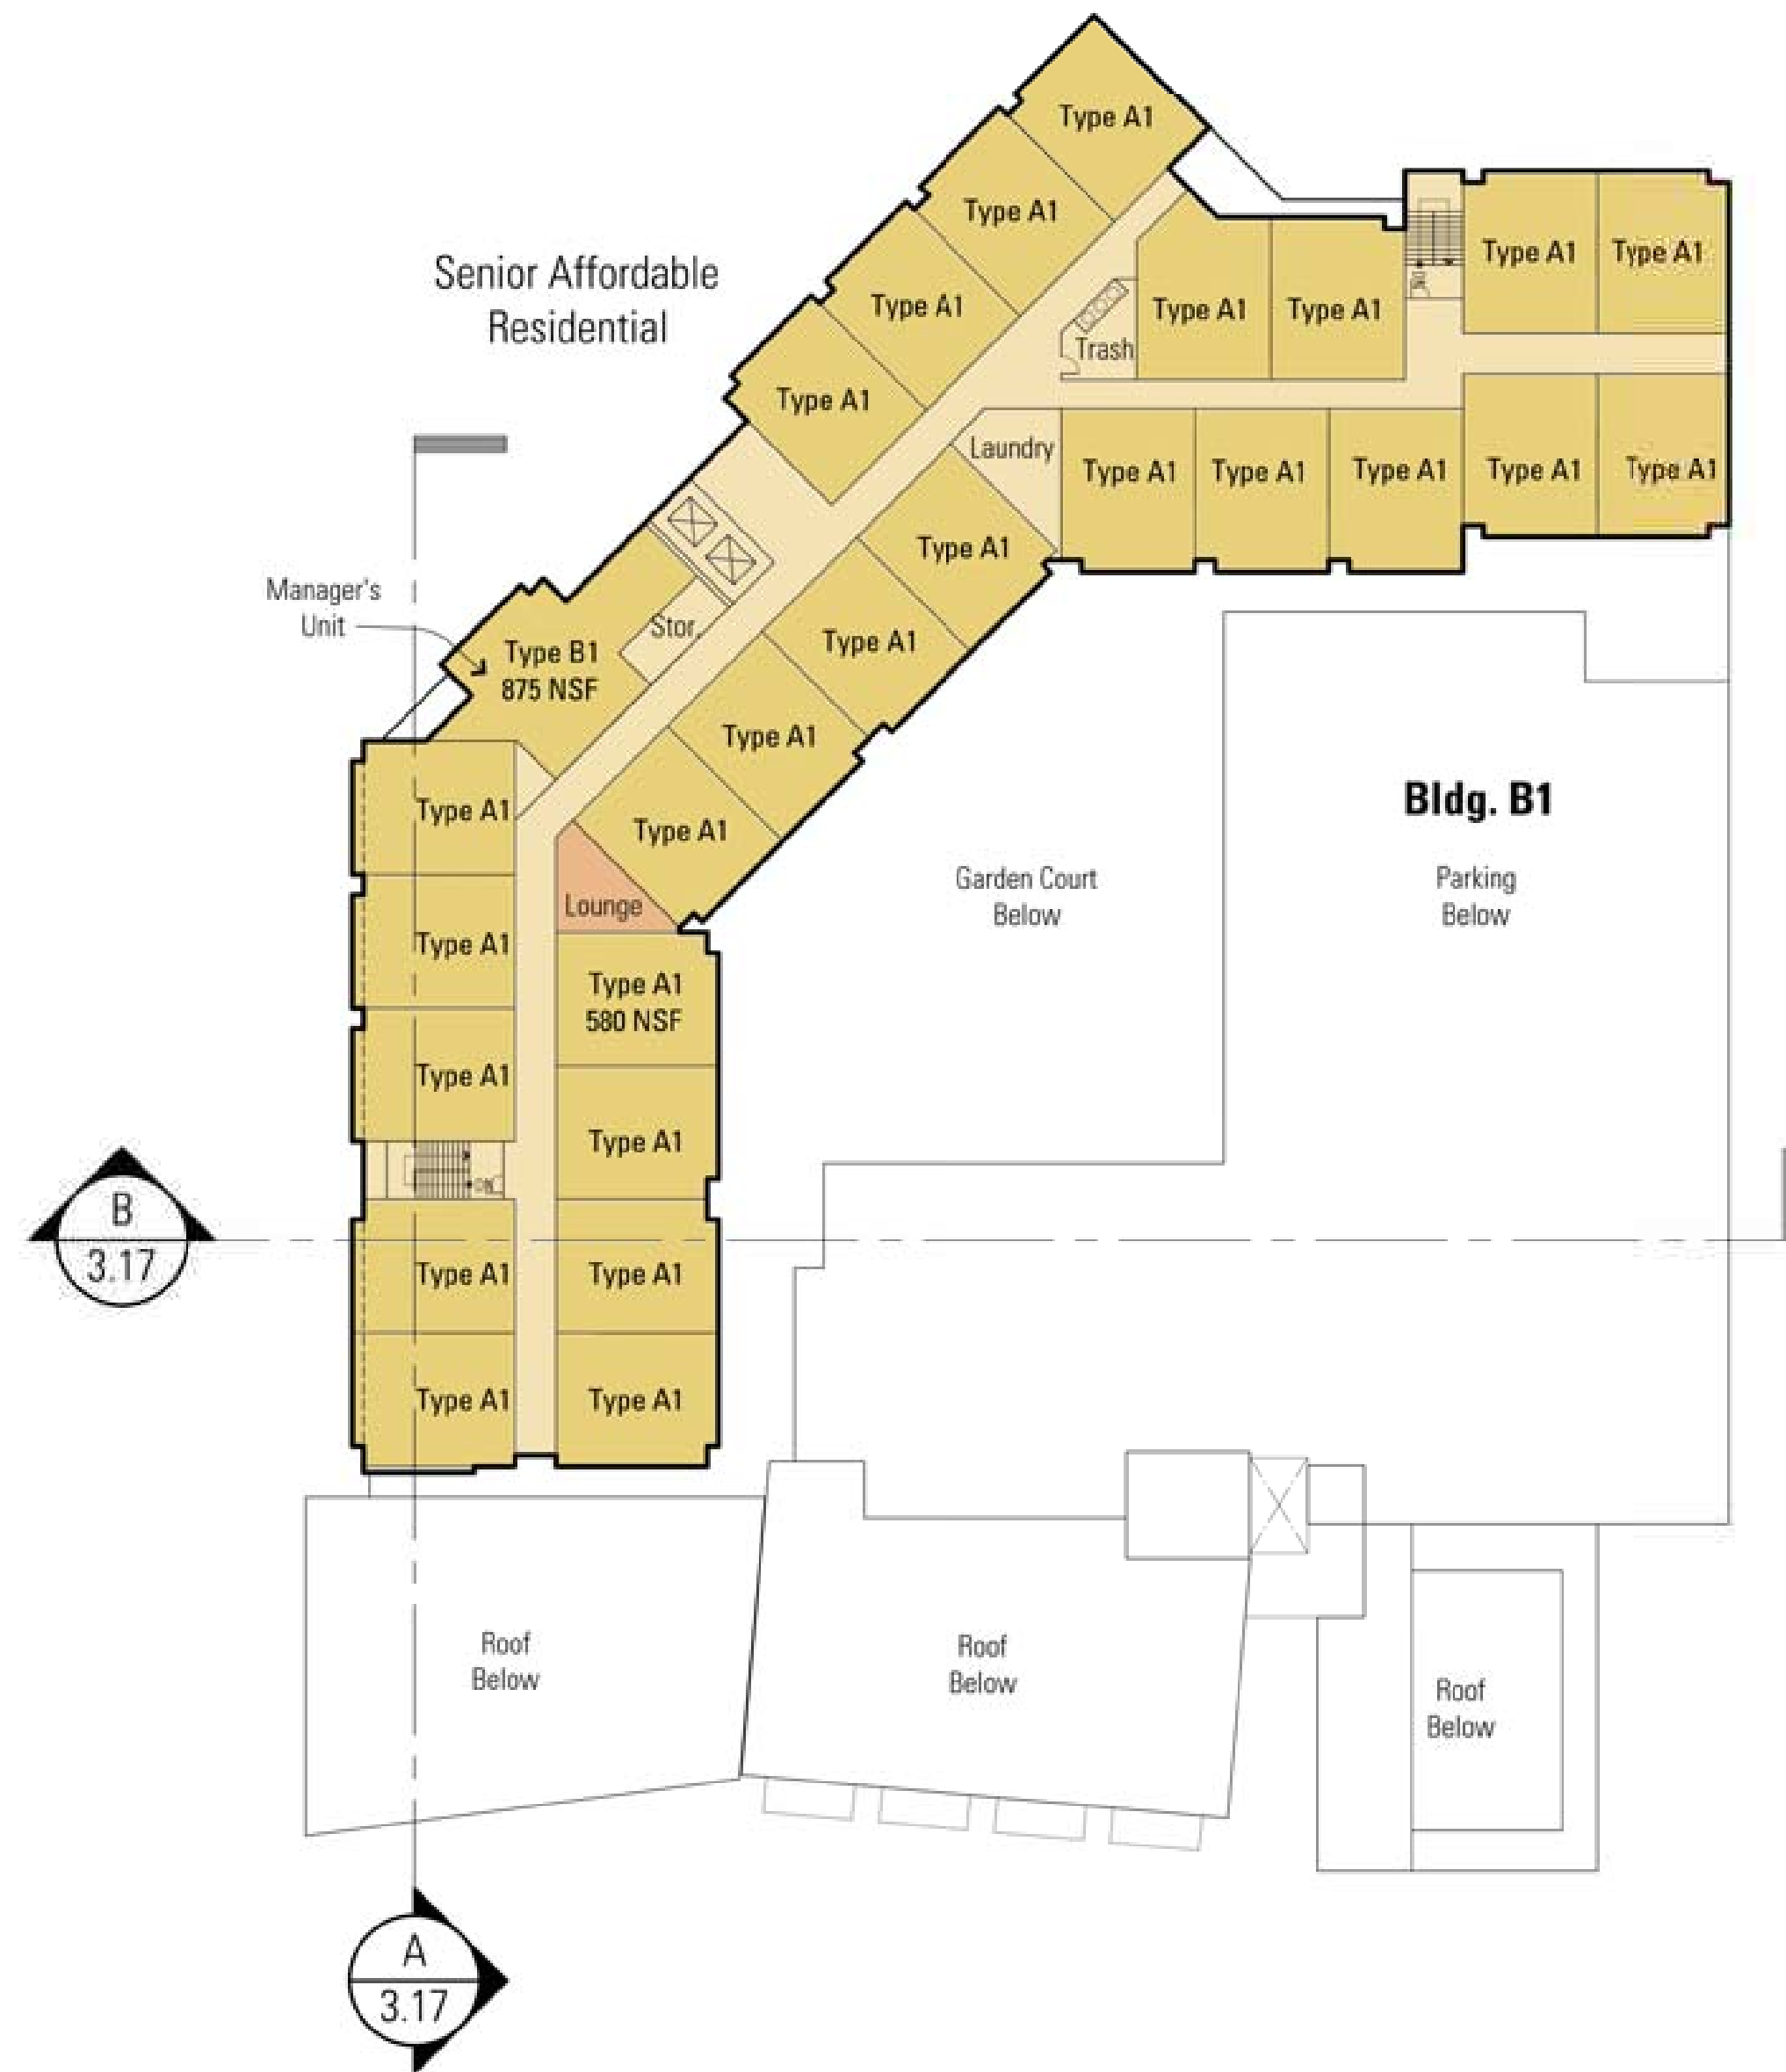 Type A1
Type A1
Type A1
Type A1
Type A1
Type A1
Type A1
Type A1
Senior Affordable
Residential
Trash
Laundry
Type A1
Type A1
Type A1
Type A1
Type A1
Type A1
Type A1
Type A1
Type A1
Manager's
Unit
Stor.
Type B1
875 NSF
DN
Type A1
Type A1
Type A1
Lounge
Type A1
580 NSF
Type A1
Type A1
DN
Type A1
Type A1
Type A1
Type A1
Bldg. B1
Garden Court
Below
Parking
Below
B
3.17
Roof
Below
Roof
Below
Roof
Below
A
3.17